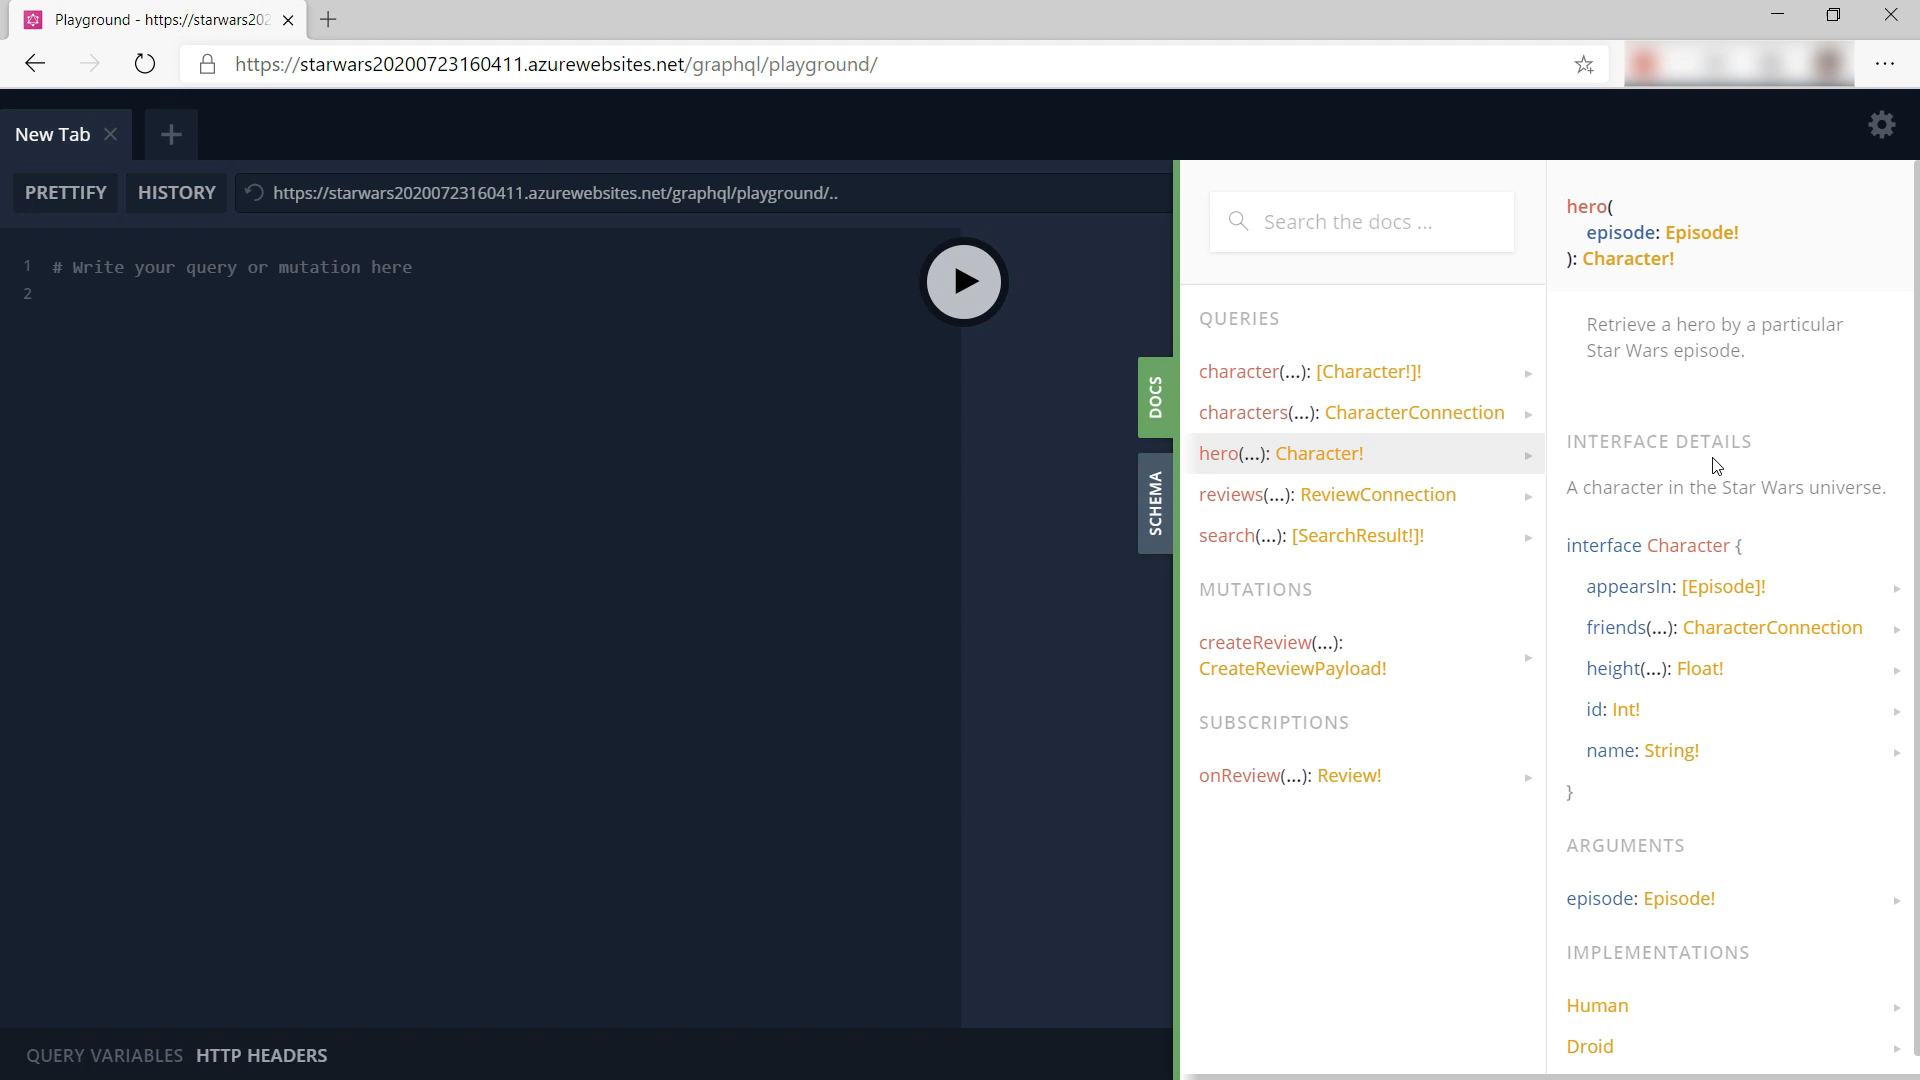 Playground - https://starwars202
https://starwars20200723160411.azurewebsites.net/graphql/playground/
New Tab
PRETTIFY
HISTORY
https://starwars20200723160411.azurewebsites.net/graphql/playground/..
1 # Write your query or mutation here
2
DOCS
SCHEMA
Search the docs ...
QUERIES
character(...): [Character!]!
characters(...): CharacterConnection
hero(...): Character!
reviews(...): ReviewConnection
search(...): [SearchResult!]!
MUTATIONS
createReview(...):
CreateReviewPayload!
SUBSCRIPTIONS
onReview(...): Review!
hero(
episode: Episode!
): Character!
Retrieve a hero by a particular
Star Wars episode.
INTERFACE DETAILS
A character in the Star Wars universe.
interface Character {
appearsIn: [Episode]!
friends(...): CharacterConnection
height(...): Float!
id: Int!
name: String!
}
ARGUMENTS
episode: Episode!
IMPLEMENTATIONS
Human
Droid
QUERY VARIABLES HTTP HEADERS